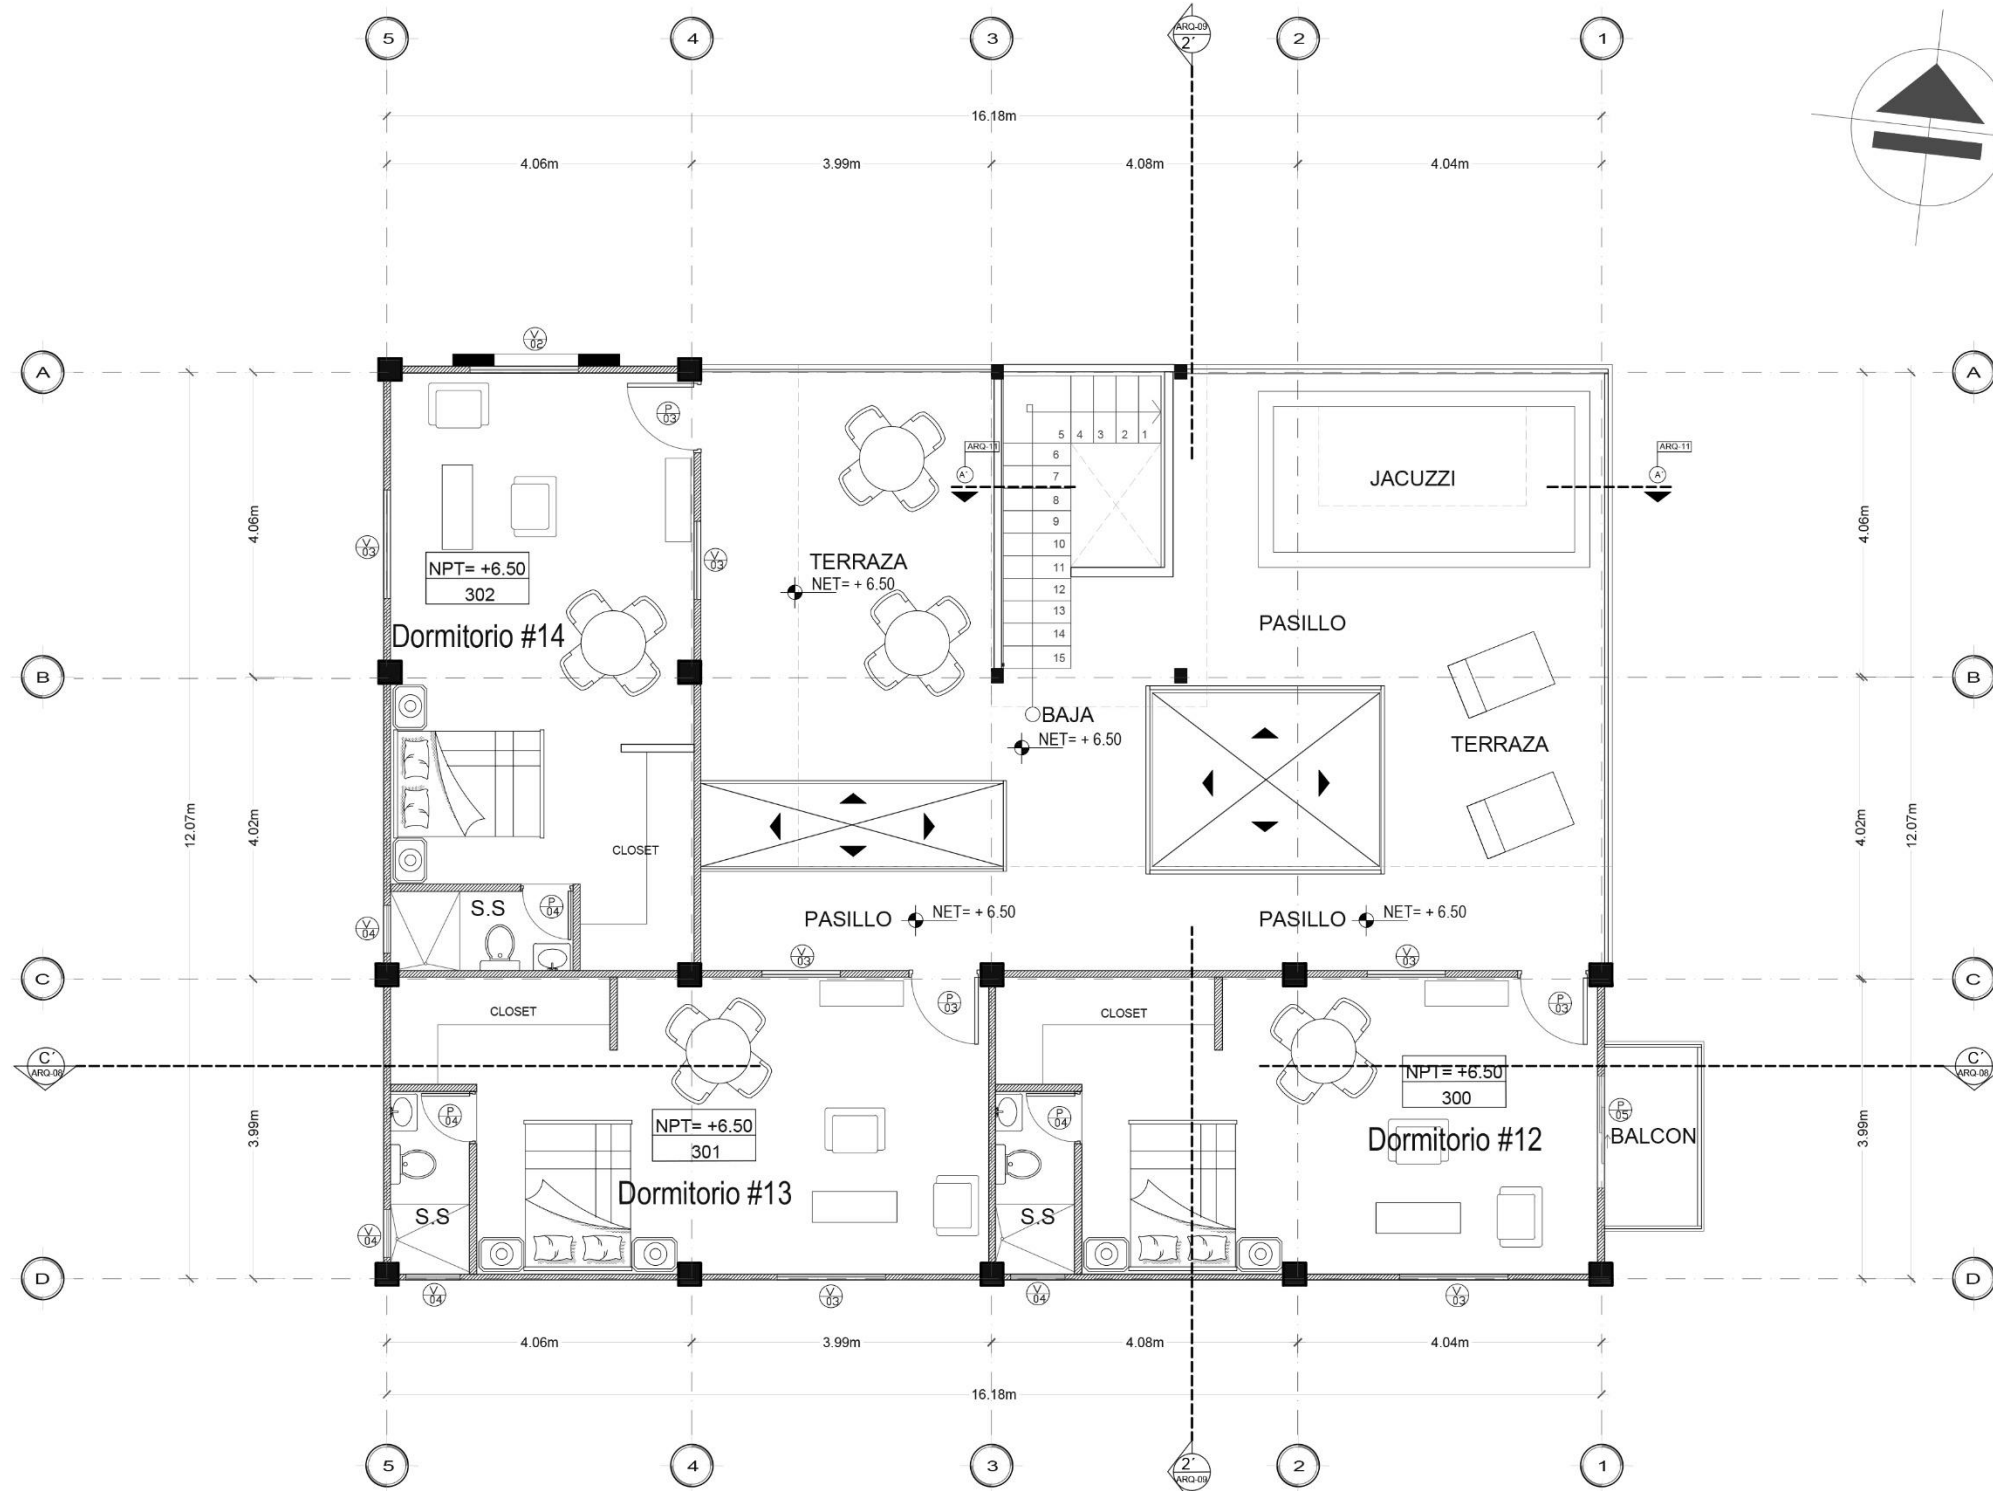 5
4
3
ARQ-09
2´
2
1
16.18m
4.06m
3.99m
4.08m
4.04m
V
02
A
A
P
03
5
4
3
2
1
6
7
8
9
10
11
12
13
14
15
ARQ-11
A´
ARQ-11
A´
JACUZZI
4.06m
4.06m
V
03
V
03
TERRAZA
NET= + 6.50
NPT= +6.50
302
Dormitorio #14
PASILLO
B
B
BAJA
NET= + 6.50
TERRAZA
12.07m
4.02m
4.02m
12.07m
CLOSET
S.S
P
04
V
04
PASILLO
NET= + 6.50
PASILLO
NET= + 6.50
V
03
V
03
C
C
CLOSET
P
03
CLOSET
P
03
C´
ARQ-08
C´
ARQ-08
NPT= +6.50
300
P
04
P
04
P
05
BALCON
3.99m
3.99m
NPT= +6.50
301
Dormitorio #12
Dormitorio #13
S.S
S.S
V
04
D
D
V
04
V
03
V
04
V
03
4.06m
3.99m
4.08m
4.04m
16.18m
5
4
3
2´
ARQ-09
2
1